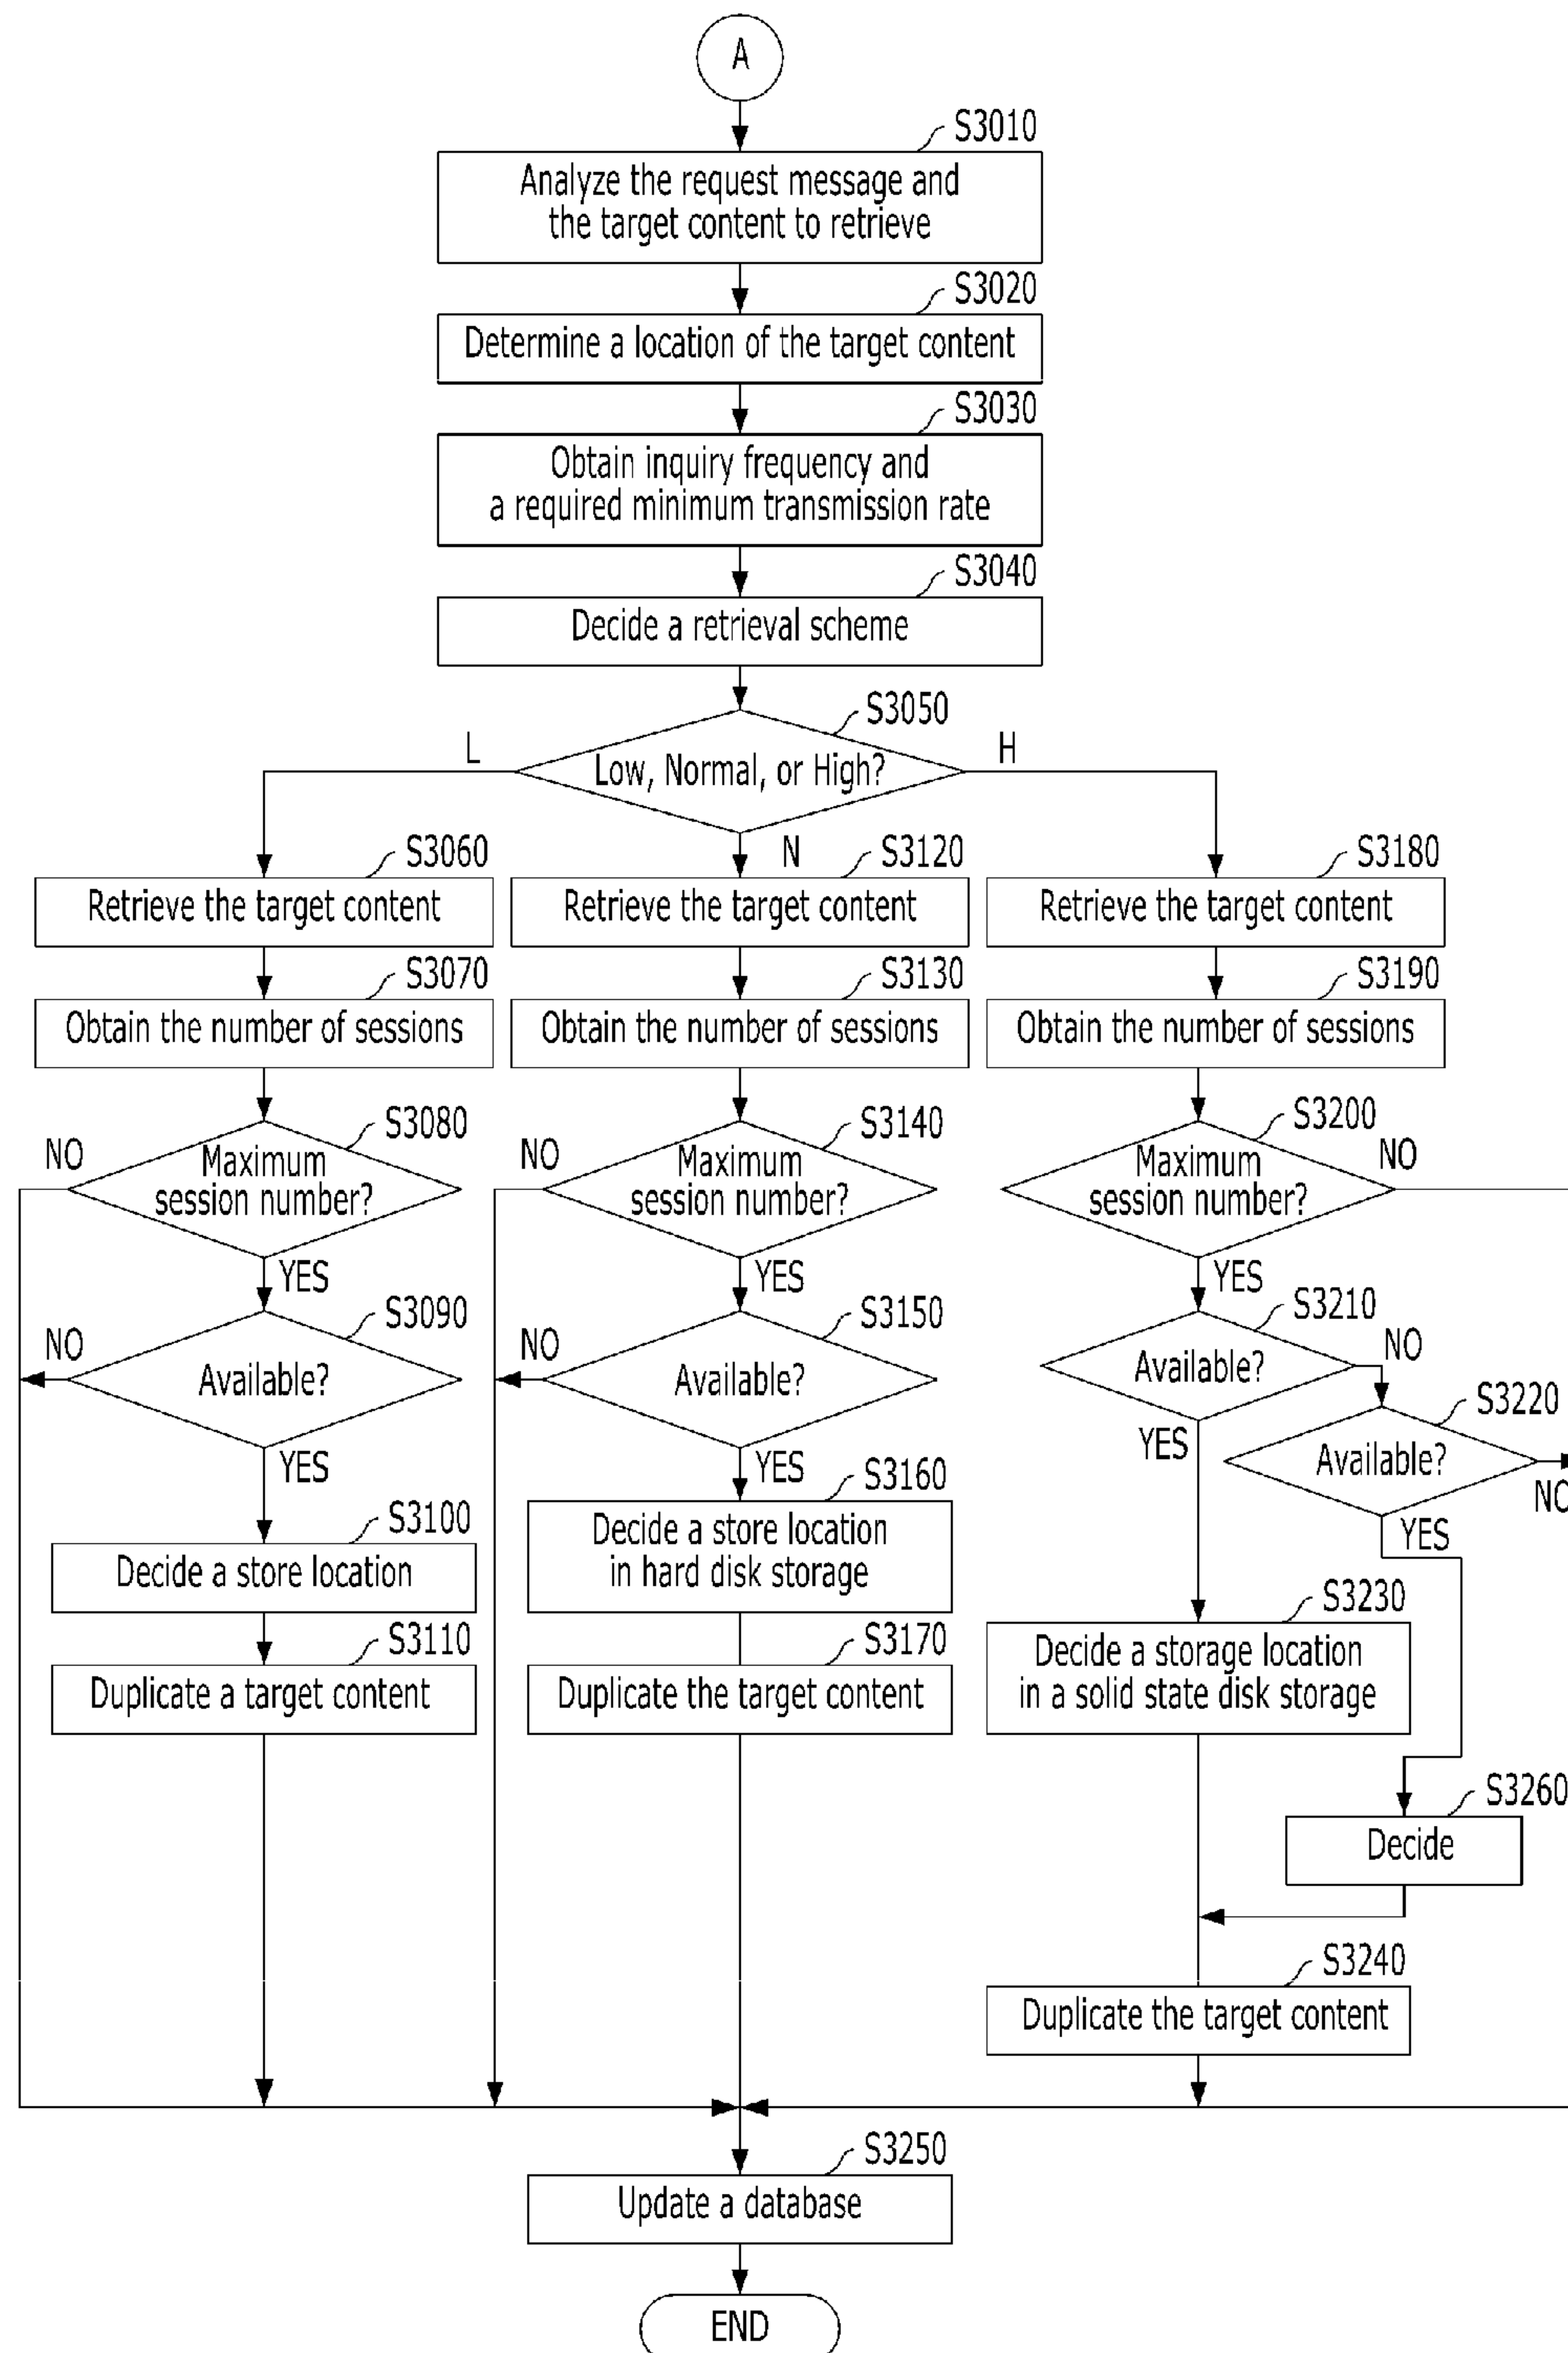 A
S3010
Analyze the request message and
the target content to retrieve
S3020
Determine a location of the target content
S3030
Obtain inquiry frequency and
a required minimum transmission rate
S3040
Decide a retrieval scheme
S3050
L
Low, Normal, or High?
H
N
S3060
Retrieve the target content
S3120
Retrieve the target content
S3180
Retrieve the target content
S3070
Obtain the number of sessions
S3130
Obtain the number of sessions
S3190
Obtain the number of sessions
S3080
NO
Maximum
session number?
YES
S3140
NO
Maximum
session number?
YES
S3200
Maximum
session number?
NO
YES
S3090
NO
Available?
YES
S3150
NO
Available?
YES
S3210
Available?
NO
YES
S3220
Available?
NO
YES
S3100
Decide a store location
S3160
Decide a store location
in hard disk storage
S3230
Decide a storage location
in a solid state disk storage
S3110
Duplicate a target content
S3170
Duplicate the target content
S3260
Decide
S3240
Duplicate the target content
S3250
Update a database
END